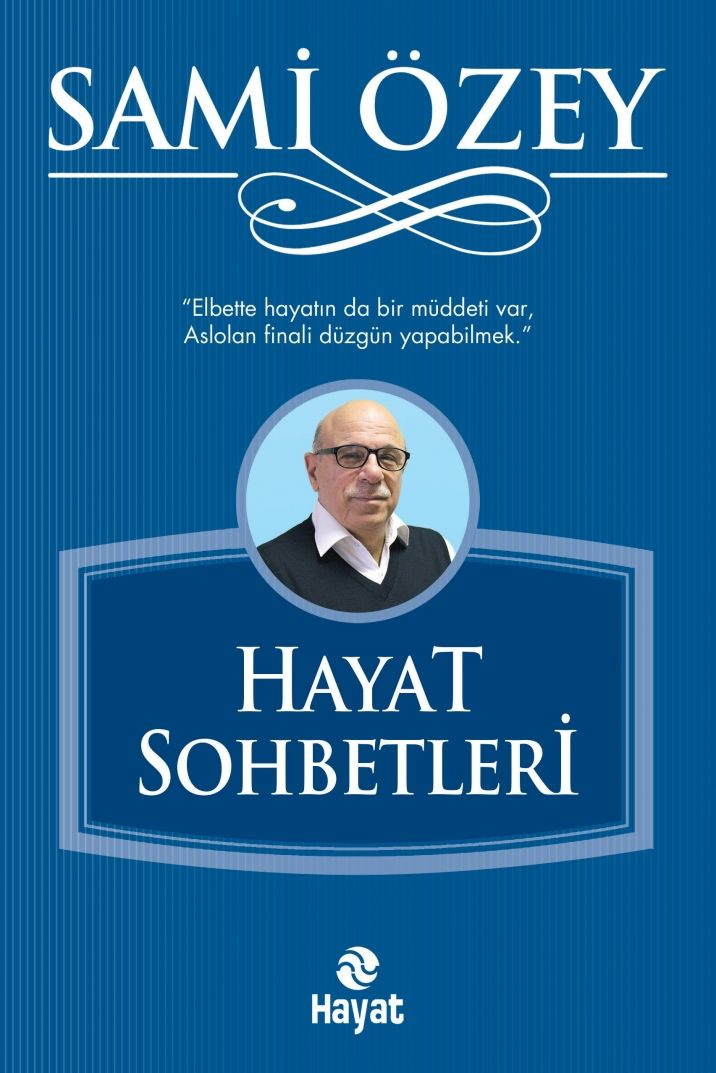 SAMİ ÖZEY
“Elbette hayatın da bir müddeti var,
Aslolan finali düzgün yapabilmek.”
HAYAT
SOHBETLERİ
Hayat